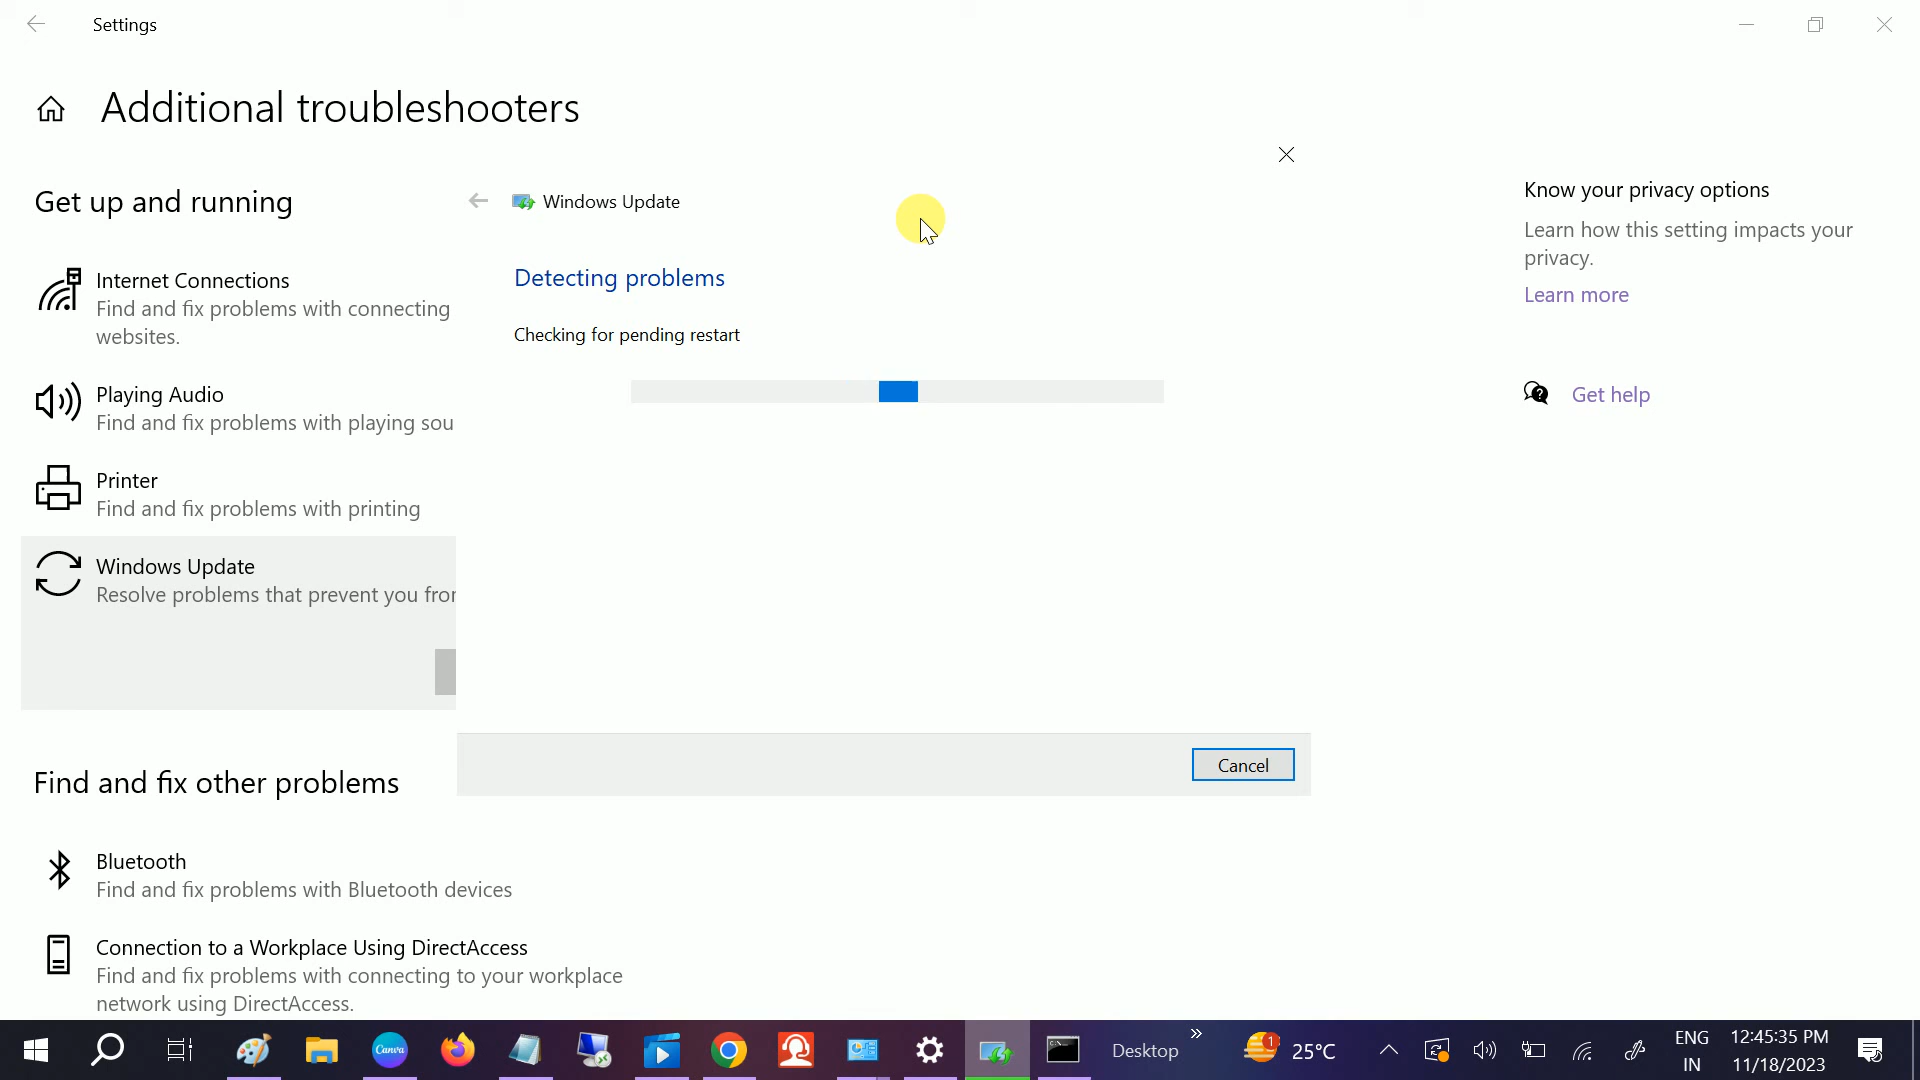 Settings
Additional troubleshooters
Get up and running
Internet Connections
Find and fix problems with connecting
websites.
Playing Audio
Find and fix problems with playing sou
Printer
Find and fix problems with printing
Windows Update
Resolve problems that prevent you fror
Find and fix other problems
Bluetooth
Find and fix problems with Bluetooth devices
Connection to a Workplace Using DirectAccess
Find and fix problems with connecting to your workplace
network using DirectAccess.
Windows Update
Detecting problems
Checking for pending restart
Cancel
Know your privacy options
Learn how this setting impacts your
privacy.
Learn more
Get help
Canva
Desktop
1
25°C
ENG
IN
12:45:35 PM
11/18/2023